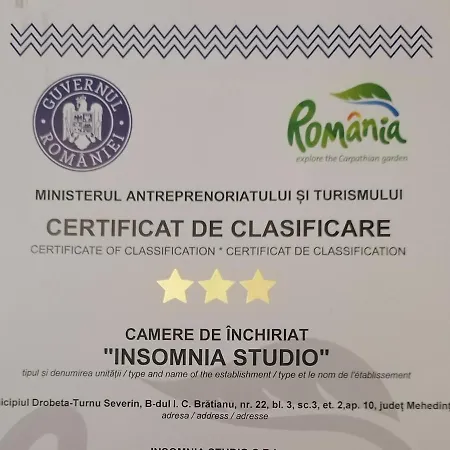 GUVERNUL
ROMÂNIEI
România
explore the Carpathian garden
MINISTERUL ANTREPRENORIATULUI ȘI TURISMULUI
CERTIFICAT DE CLASIFICARE
CERTIFICATE OF CLASSIFICATION * CERTIFICAT DE CLASSIFICATION
CAMERE DE ÎNCHIRIAT
"INSOMNIA STUDIO"
tipul și denumirea unității / type and name of the establishment / type et le nom de l'établissement
icipiul Drobeta-Turnu Severin, B-dul I. C. Brătianu, nr. 22, bl. 3, sc.3, et. 2,ap. 10, județ Mehedinț
adresa / address / adresse